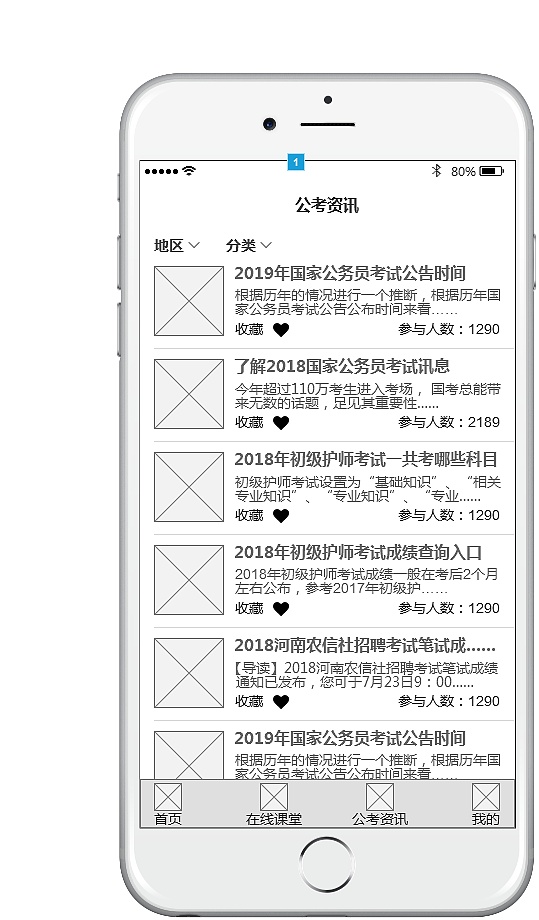 1
80%
公考资讯
地区 分类
2019年国家公务员考试公告时间
根据历年的情况进行一个推断，根据历年国
家公务员考试公告公布时间来看……
收藏 参与人数：1290
了解2018国家公务员考试讯息
今年超过110万考生进入考场， 国考总能带
来无数的话题，足见其重要性......
收藏 参与人数：2189
2018年初级护师考试一共考哪些科目
初级护师考试设置为“基础知识”、“相关
专业知识”、“专业知识”、“专业......
收藏 参与人数：1290
2018年初级护师考试成绩查询入口
2018年初级护师考试成绩一般在考后2个月
左右公布，参考2017年初级护……
收藏 参与人数：1290
2018河南农信社招聘考试笔试成......
【导读】2018河南农信社招聘考试笔试成绩
通知已发布，您可于7月23日9：00......
收藏 参与人数：1290
2019年国家公务员考试公告时间
根据历年的情况进行一个推断，根据历年国
家公务员考试公告公布时间来看……
首页 在线课堂 公考资讯 我的